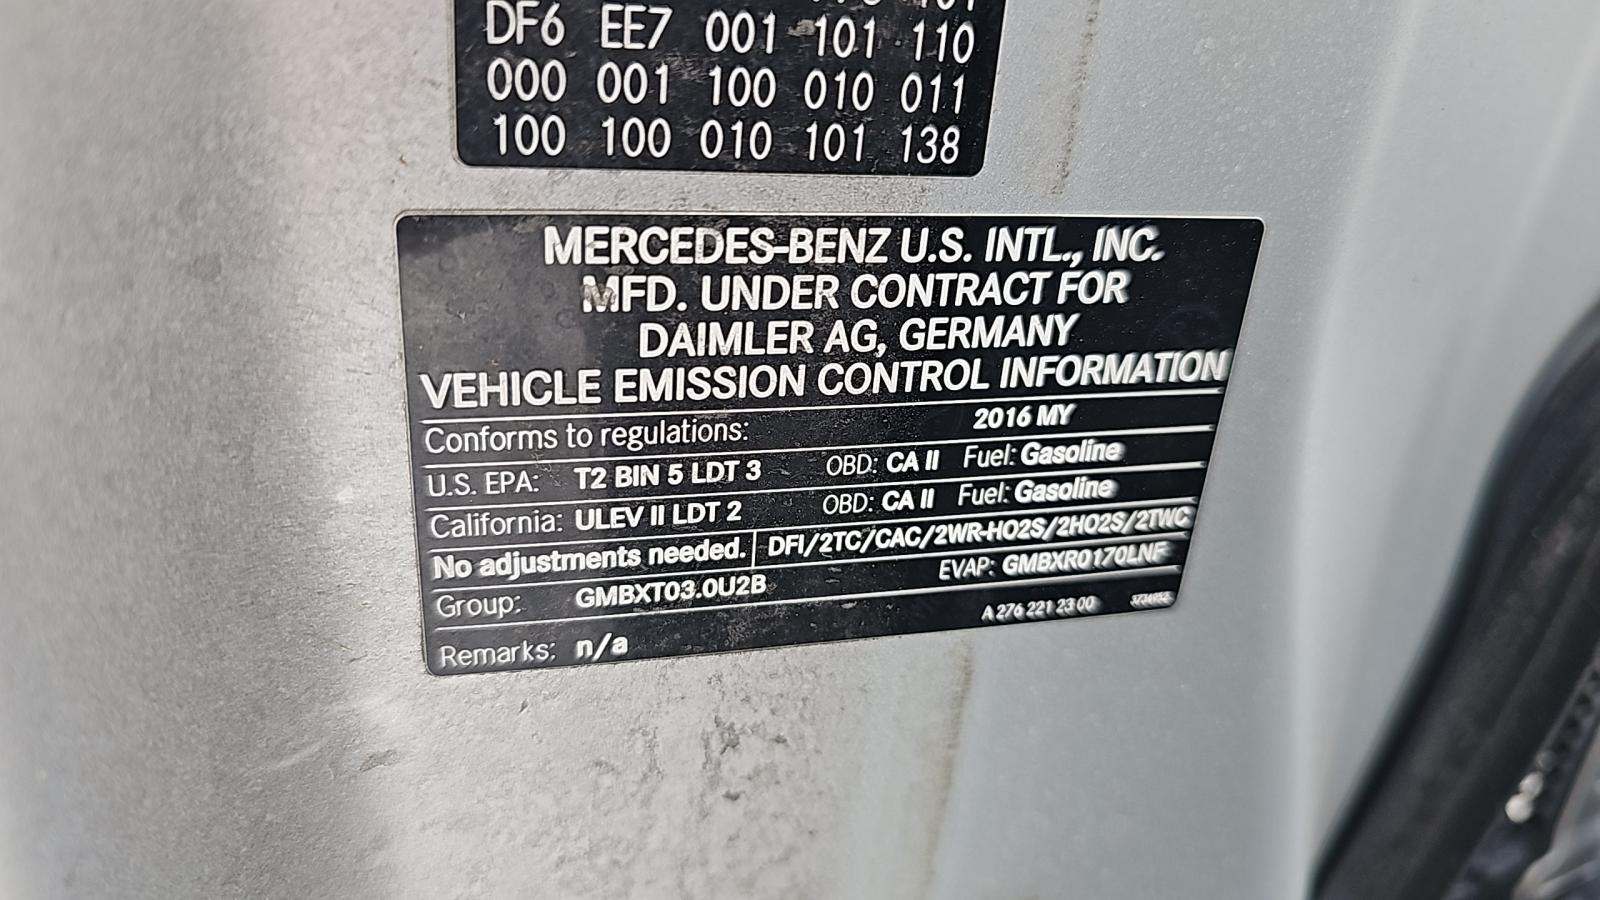 DF6 EE7 001 101 110
000 001 100 010 011
100 100 010 101 138
MERCEDES-BENZ U.S. INTL., INC.
MFD. UNDER CONTRACT FOR
DAIMLER AG, GERMANY
VEHICLE EMISSION CONTROL INFORMATION
Conforms to regulations: 2016 MY
U.S. EPA: T2 BIN 5 LDT 3 OBD: CA II Fuel: Gasoline
California: ULEV II LDT 2 OBD: CA II Fuel: Gasoline
No adjustments needed. DFI/2TC/CAC/2WR-HO2S/2HO2S/2TWC
Group: GMBXT03.0U2B EVAP: GMBXR0170LNF
Remarks: n/a A 276 221 23 00